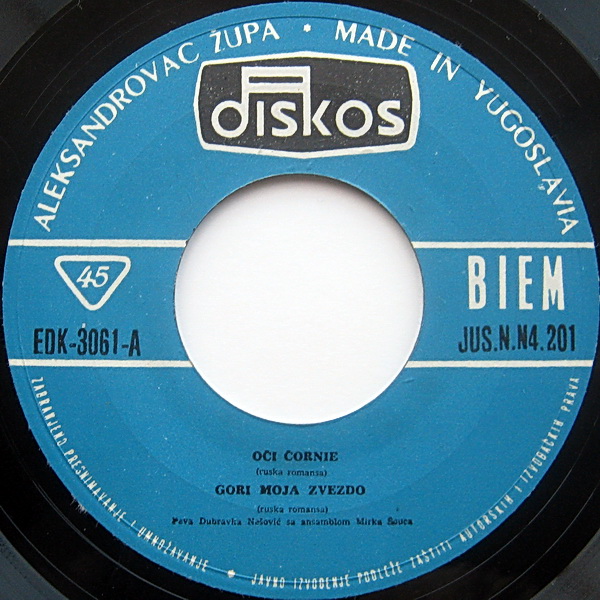 ALEKSANDROVAC ŽUPA * MADE IN YUGOSLAVIA
DISKOS
45
BIEM
EDK-3061-A
JUS.N.N4.201
OČI ČORNIE
(ruska romansa)
GORI MOJA ZVEZDO
(ruska romansa)
Peva Dubravka Nešović sa ansamblom Mirka Šouca
ZABRANJENO PRESNIMAVANJE I UMNOŽAVANJE * JAVNO IZVOĐENJE PODLEŽE ZAŠTITI AUTORSKIH I IZVOĐAČKIH PRAVA